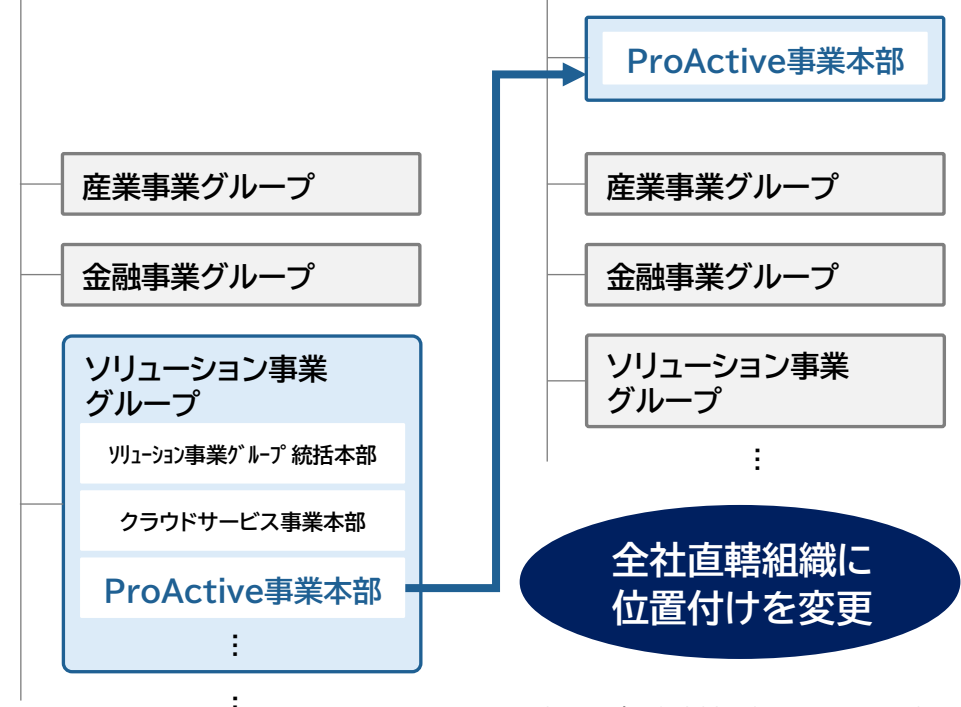 産業事業グループ
金融事業グループ
ソリューション事業
グループ
ソリューション事業グループ 統括本部
クラウドサービス事業本部
ProActive事業本部
⋮
⋮
ProActive事業本部
産業事業グループ
金融事業グループ
ソリューション事業
グループ
⋮
全社直轄組織に
位置付けを変更